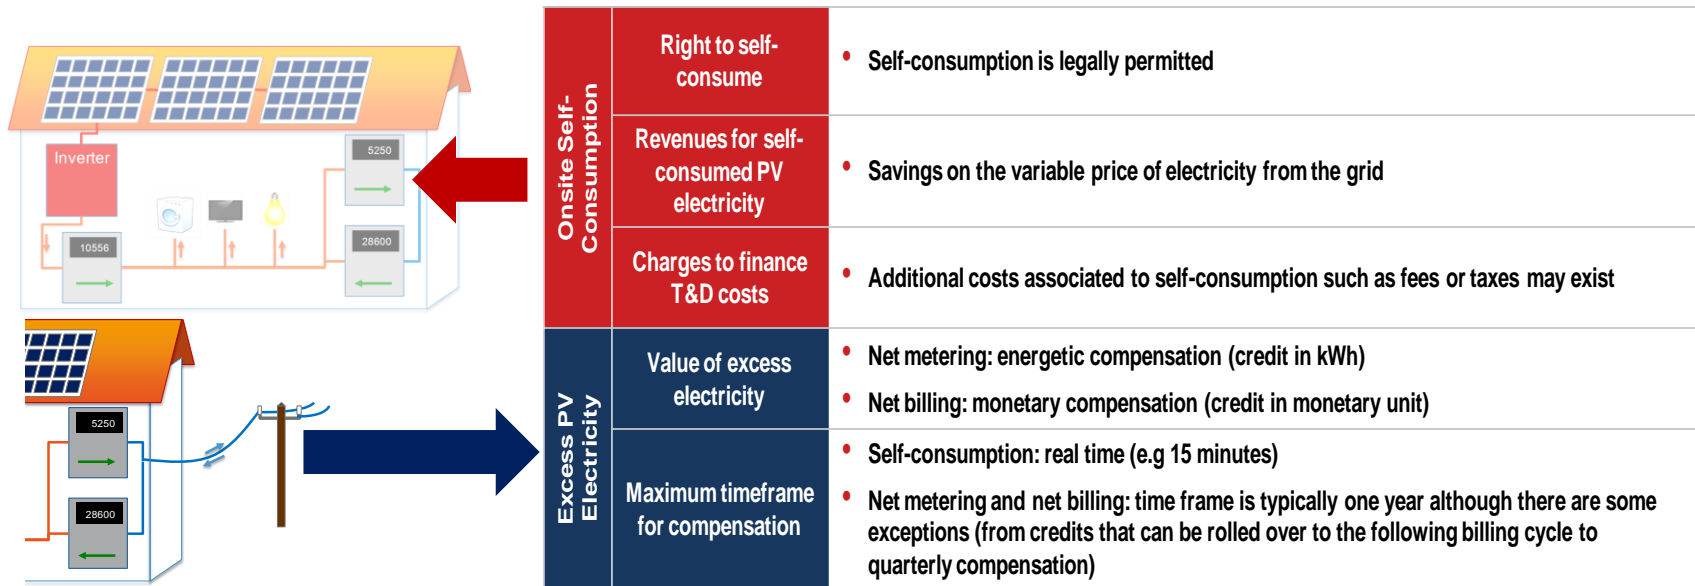 Inverter
5250
10556
28600
5250
28600
Onsite Self-
Consumption
Right to self-
consume
• Self-consumption is legally permitted
Revenues for self-
consumed PV
electricity
• Savings on the variable price of electricity from the grid
Charges to finance
T&D costs
• Additional costs associated to self-consumption such as fees or taxes may exist
Excess PV
Electricity
Value of excess
electricity
• Net metering: energetic compensation (credit in kWh)
• Net billing: monetary compensation (credit in monetary unit)
Maximum timeframe
for compensation
• Self-consumption: real time (e.g 15 minutes)
• Net metering and net billing: time frame is typically one year although there are some
exceptions (from credits that can be rolled over to the following billing cycle to
quarterly compensation)